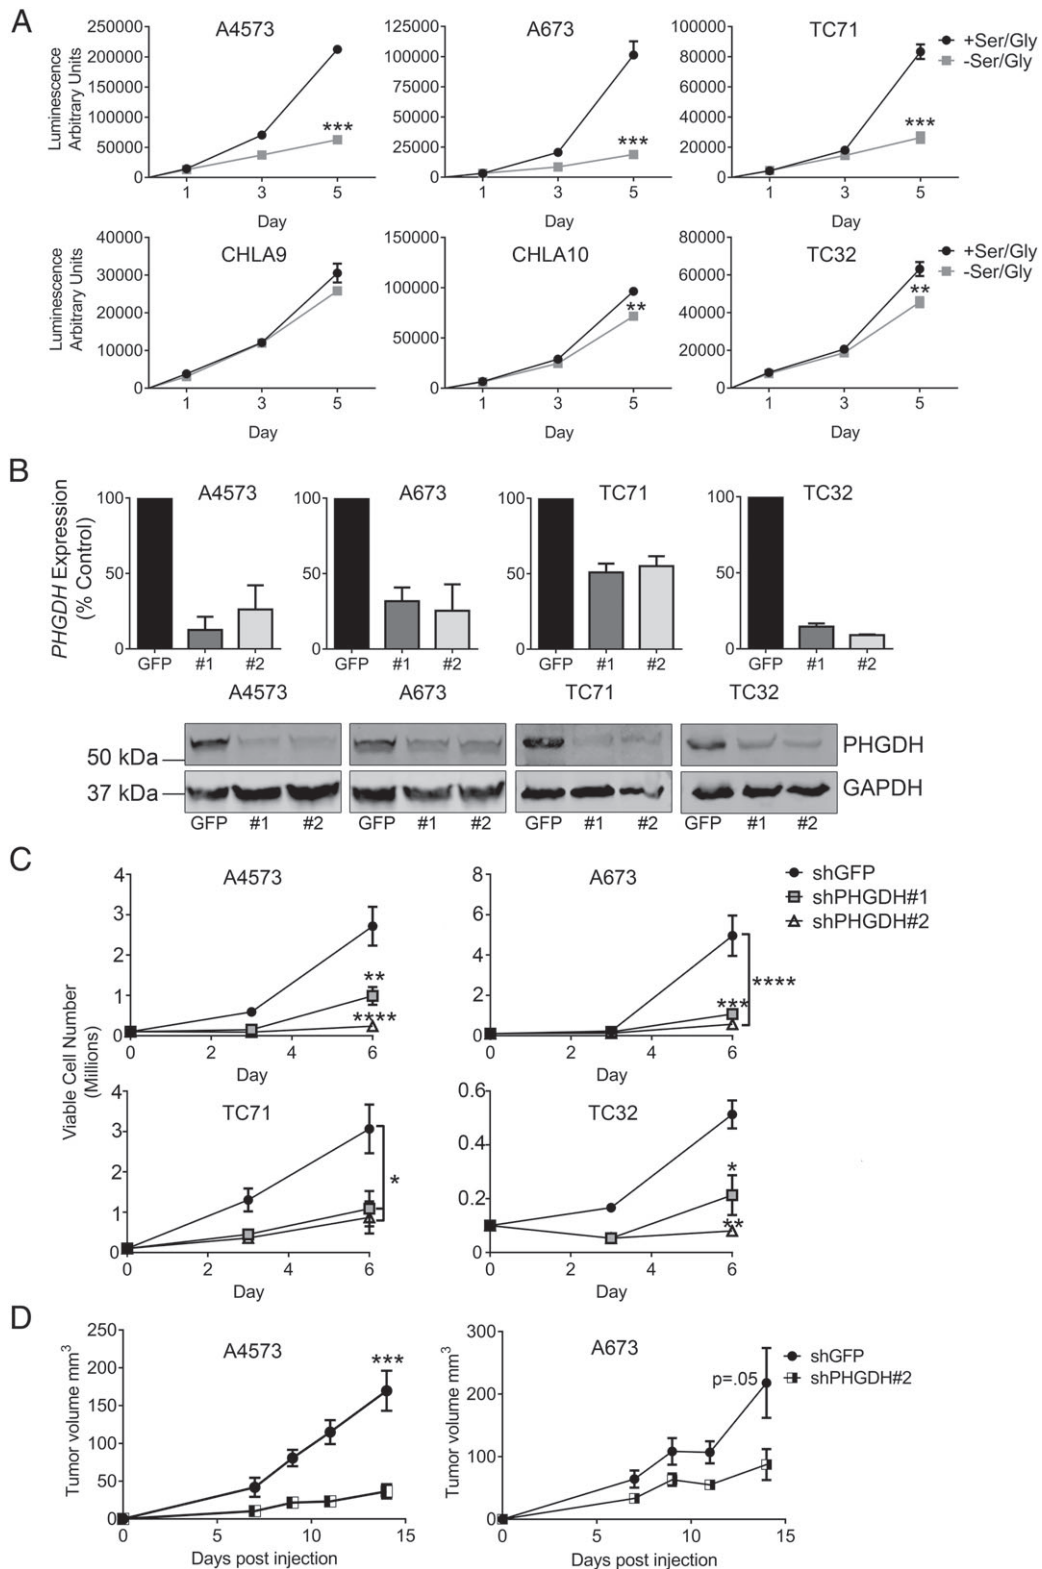 A
A4573
A673
TC71
Luminescence
Arbitrary Units
250000
200000
150000
100000
50000
0
***
1 3 5
Day
125000
100000
75000
50000
25000
0
***
1 3 5
Day
100000
80000
60000
40000
20000
0
***
1 3 5
Day
+Ser/Gly
-Ser/Gly
CHLA9
CHLA10
TC32
Luminescence
Arbitrary Units
40000
30000
20000
10000
0
1 3 5
Day
150000
100000
50000
0
**
1 3 5
Day
80000
60000
40000
20000
0
**
1 3 5
Day
+Ser/Gly
-Ser/Gly
B
PHGDH Expression
(% Control)
A4573
100
50
0
GFP #1 #2
A673
100
50
0
GFP #1 #2
TC71
100
50
0
GFP #1 #2
TC32
100
50
0
GFP #1 #2
A4573 A673 TC71 TC32
50 kDa
PHGDH
37 kDa
GAPDH
GFP #1 #2 GFP #1 #2 GFP #1 #2 GFP #1 #2
C
Viable Cell Number
(Millions)
A4573
4
3
2
1
0
**
****
0 2 4 6
Day
A673
8
6
4
2
0
***
****
0 2 4 6
Day
shGFP
shPHGDH#1
shPHGDH#2
TC71
4
3
2
1
0
*
0 2 4 6
Day
TC32
0.6
0.4
0.2
0
*
**
0 2 4 6
Day
D
A4573
Tumor volume mm3
250
200
150
100
50
0
***
0 5 10 15
Days post injection
A673
Tumor volume mm3
300
200
100
0
p=.05
0 5 10 15
Days post injection
shGFP
shPHGDH#2